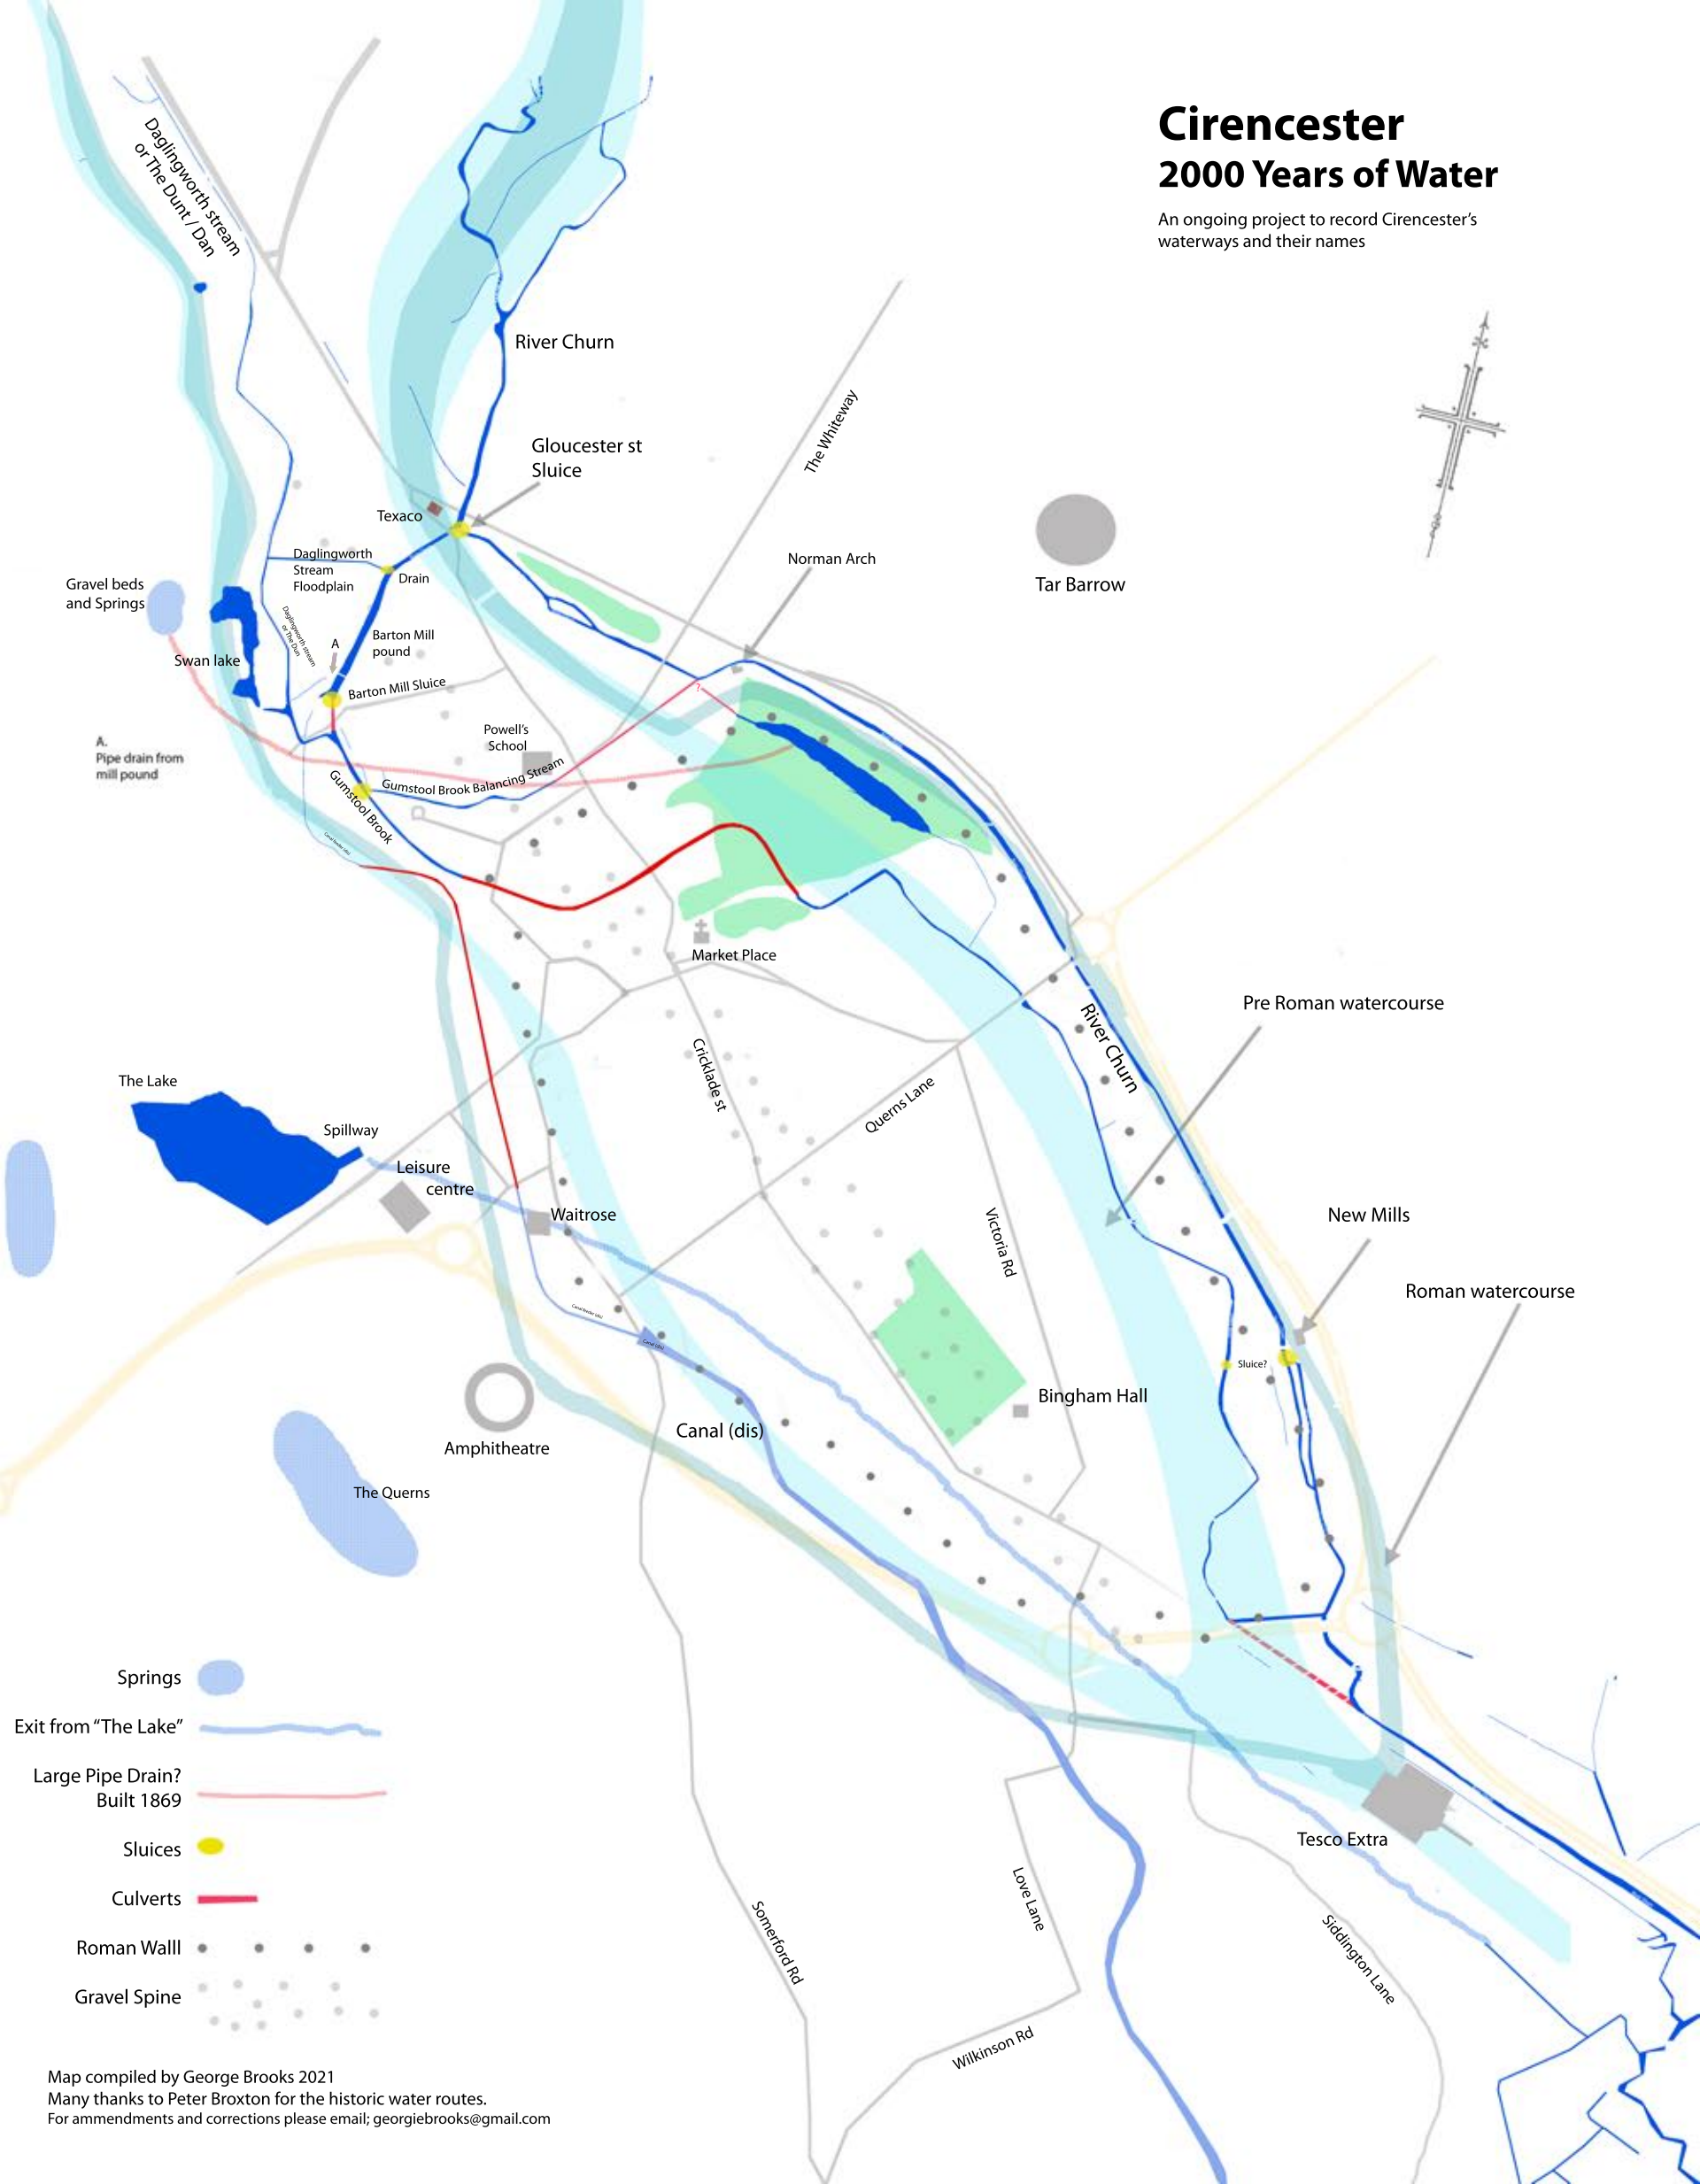 Cirencester
2000 Years of Water
An ongoing project to record Cirencester's
waterways and their names
Daglingworth stream
or The Dunt / Dan
River Churn
Gloucester st
Sluice
The Whiteway
Texaco
Norman Arch
Tar Barrow
Daglingworth
Stream
Floodplain
Drain
Gravel beds
and Springs
Daglingworth stream
or The Dun
A
Barton Mill
pound
Swan lake
Barton Mill Sluice
?
A.
Pipe drain from
mill pound
Powell's
School
Gumstool Brook Balancing Stream
Gumstool Brook
Market Place
Pre Roman watercourse
River Churn
Cricklade st
The Lake
Querns Lane
Spillway
Leisure
centre
Waitrose
Victoria Rd
New Mills
Roman watercourse
Sluice?
Bingham Hall
Canal (dis)
Amphitheatre
The Querns
Springs
Exit from "The Lake"
Large Pipe Drain?
Built 1869
Sluices
Culverts
Roman Walll
Gravel Spine
Tesco Extra
Love Lane
Somerford Rd
Siddington Lane
Wilkinson Rd
Map compiled by George Brooks 2021
Many thanks to Peter Broxton for the historic water routes.
For ammendments and corrections please email; georgiebrooks@gmail.com